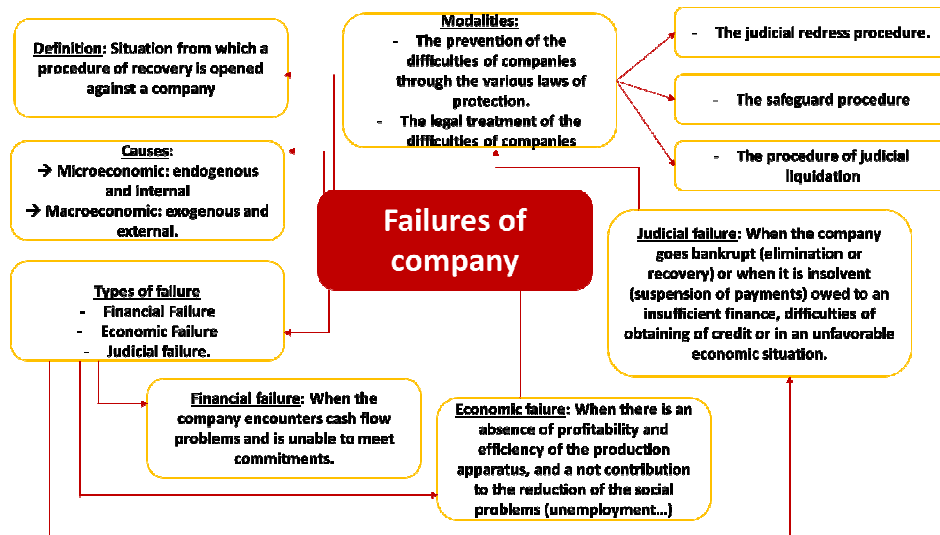 Definition: Situation from which a
procedure of recovery is opened
against a company
Modalities:
- The prevention of the
difficulties of companies
through the various laws of
protection.
- The legal treatment of the
difficulties of companies
- The judicial redress procedure.
- The safeguard procedure
- The procedure of judicial
liquidation
Causes:
→ Microeconomic: endogenous
and internal
→ Macroeconomic: exogenous and
external.
Failures of
company
Judicial failure: When the company
goes bankrupt (elimination or
recovery) or when it is insolvent
(suspension of payments) owed to an
insufficient finance, difficulties of
obtaining of credit or in an unfavorable
economic situation.
Types of failure
- Financial Failure
- Economic Failure
- Judicial failure.
Financial failure: When the
company encounters cash flow
problems and is unable to meet
commitments.
Economic failure: When there is an
absence of profitability and
efficiency of the production
apparatus, and a not contribution
to the reduction of the social
problems (unemployment...)